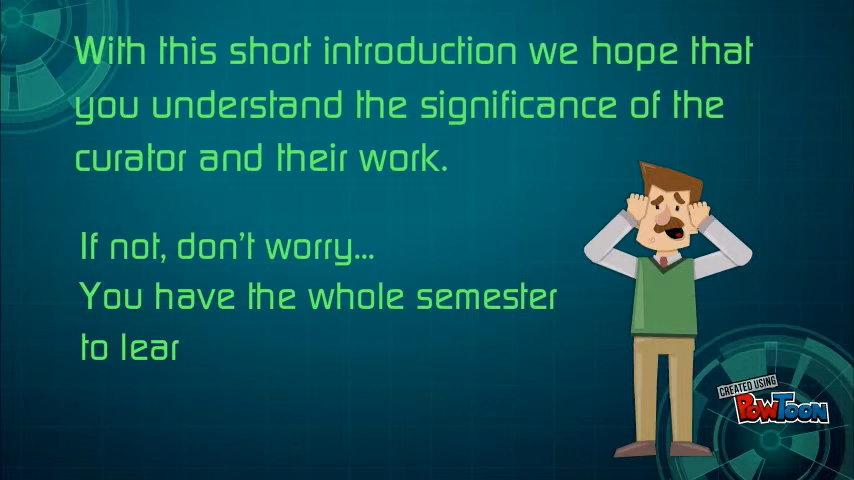 With this short introduction we hope that
you understand the significance of the
curator and their work.
If not, don't worry...
You have the whole semester
to lear
CREATED USING
POWTOON